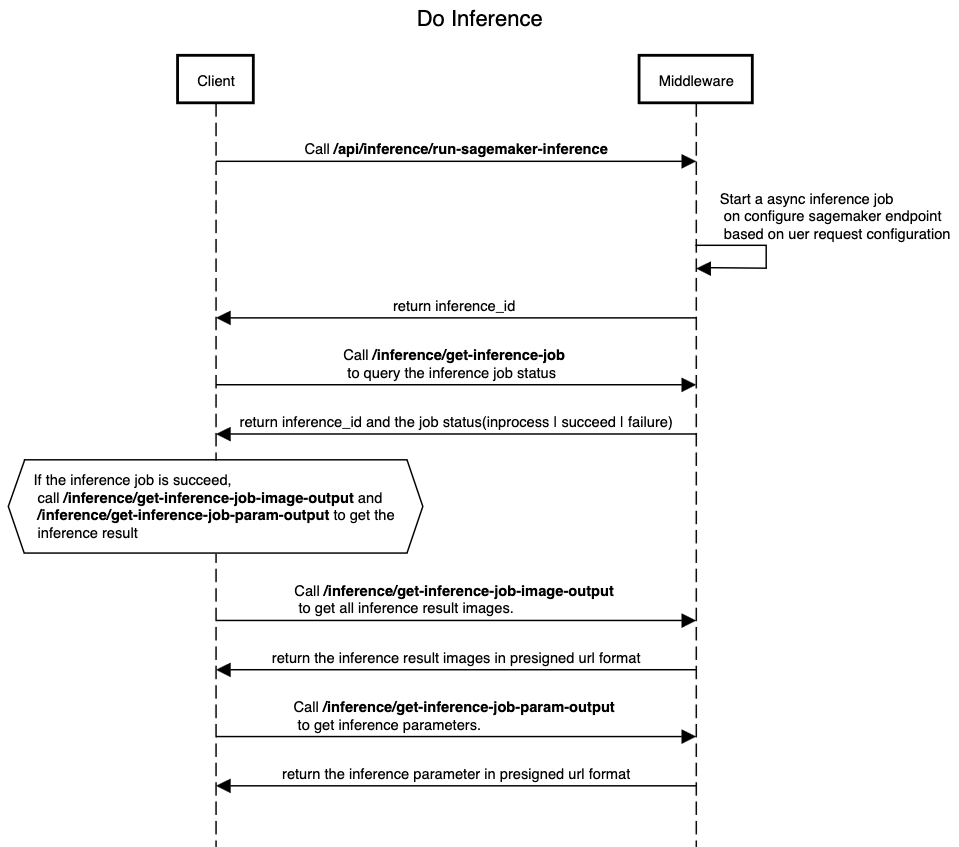 Do Inference
Client
Middleware
Call /api/inference/run-sagemaker-inference
Start a async inference job
on configure sagemaker endpoint
based on uer request configuration
return inference_id
Call /inference/get-inference-job
to query the inference job status
return inference_id and the job status(inprocess | succeed | failure)
If the inference job is succeed,
call /inference/get-inference-job-image-output and
/inference/get-inference-job-param-output to get the
inference result
Call /inference/get-inference-job-image-output
to get all inference result images.
return the inference result images in presigned url format
Call /inference/get-inference-job-param-output
to get inference parameters.
return the inference parameter in presigned url format